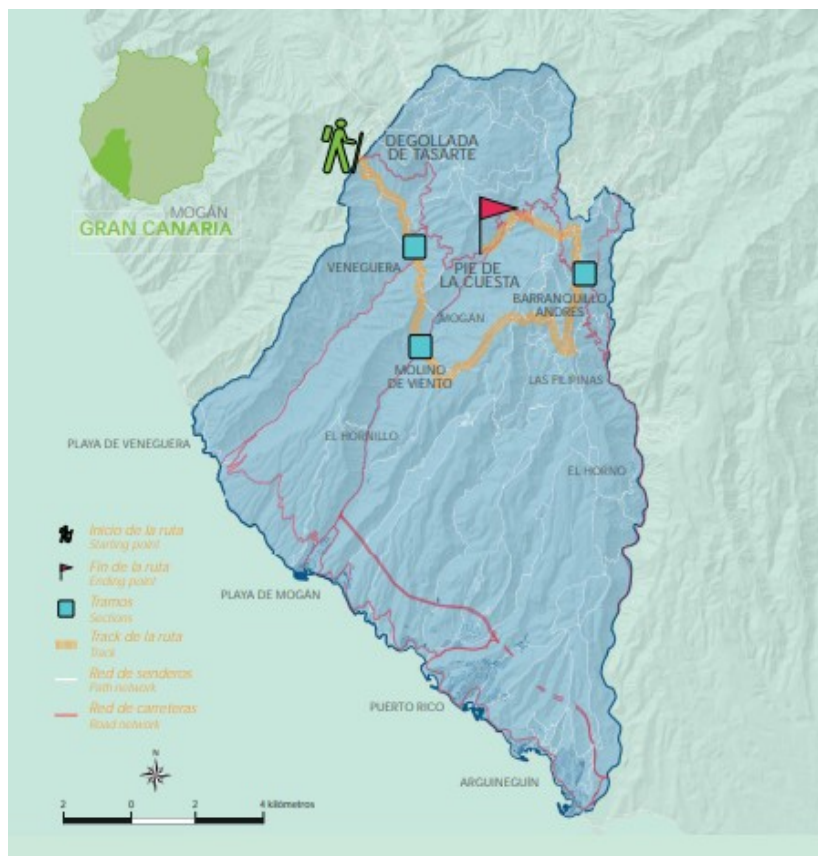 MOGÁN
GRAN CANARIA
DEGOLLADA
DE TASARTE
VENEGUERA
PIE DE
LA CUESTA
BARRANQUILLO
ANDRÉS
MOGÁN
MOLINO
DE VIENTO
LAS FILIPINAS
EL HORNILLO
PLAYA DE VENEGUERA
EL HORNO
Inicio de la ruta
Starting point
Fin de la ruta
Ending point
Tramos
Sections
Track de la ruta
Track
Red de senderos
Path network
Red de carreteras
Road network
PLAYA DE MOGÁN
PUERTO RICO
ARGUINEGUÍN
N
2 0 2 4 kilómetros